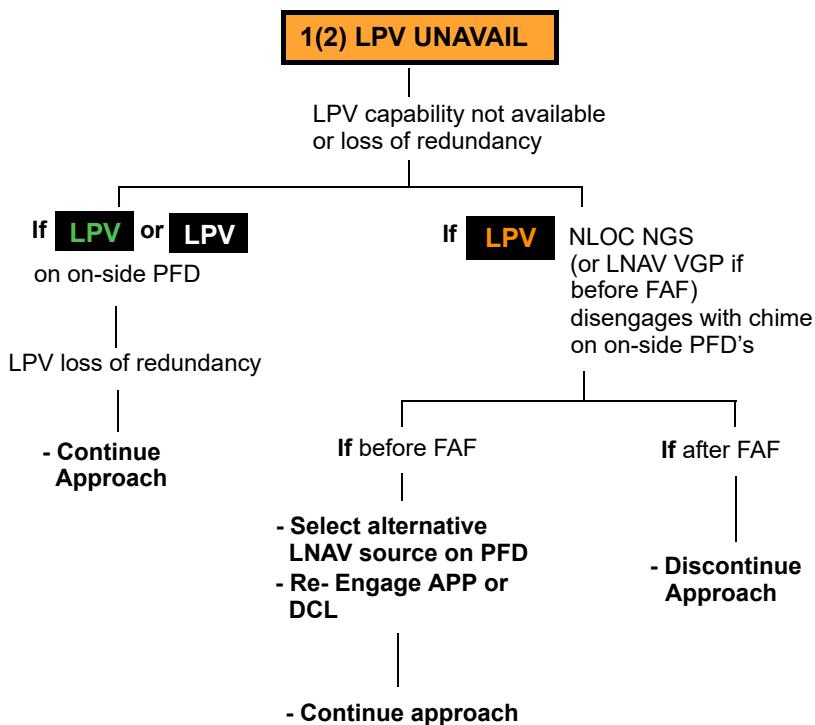 1(2) LPV UNAVAIL
LPV capability not available
or loss of redundancy
If LPV or LPV
on on-side PFD
LPV loss of redundancy
- Continue
Approach
If LPV NLOC NGS
(or LNAV VGP if
before FAF)
disengages with chime
on on-side PFD's
If before FAF
- Select alternative
LNAV source on PFD
- Re- Engage APP or
DCL
- Continue approach
If after FAF
- Discontinue
Approach